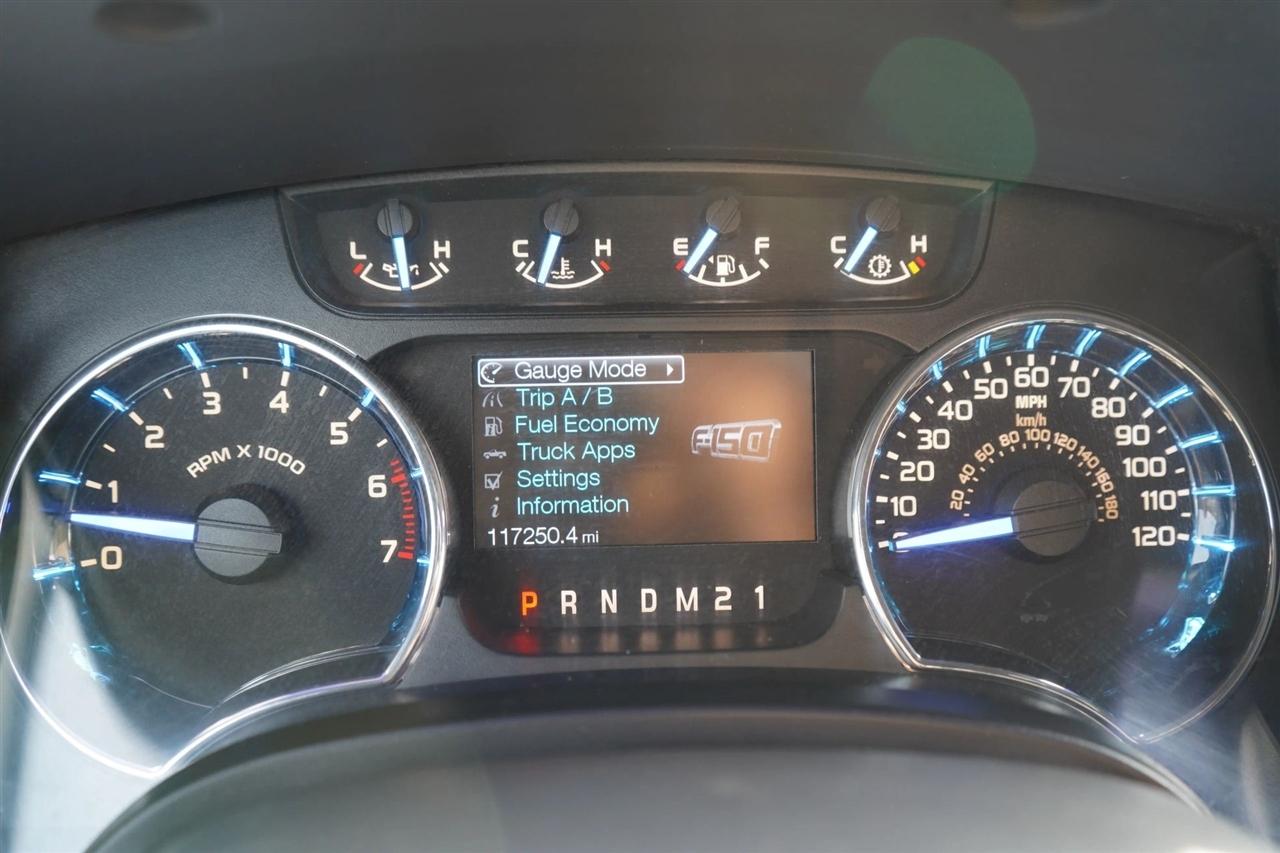 L H C H E F C H
Gauge Mode
Trip A / B
Fuel Economy
Truck Apps
Settings
Information
117250.4 mi
F-150
P R N D M 2 1
0 1 2 3 4 5 6 7
RPM X 1000
0 10 20 30 40 50 60 70 80 90 100 110 120
MPH
km/h
20 40 60 80 100 120 140 160 180